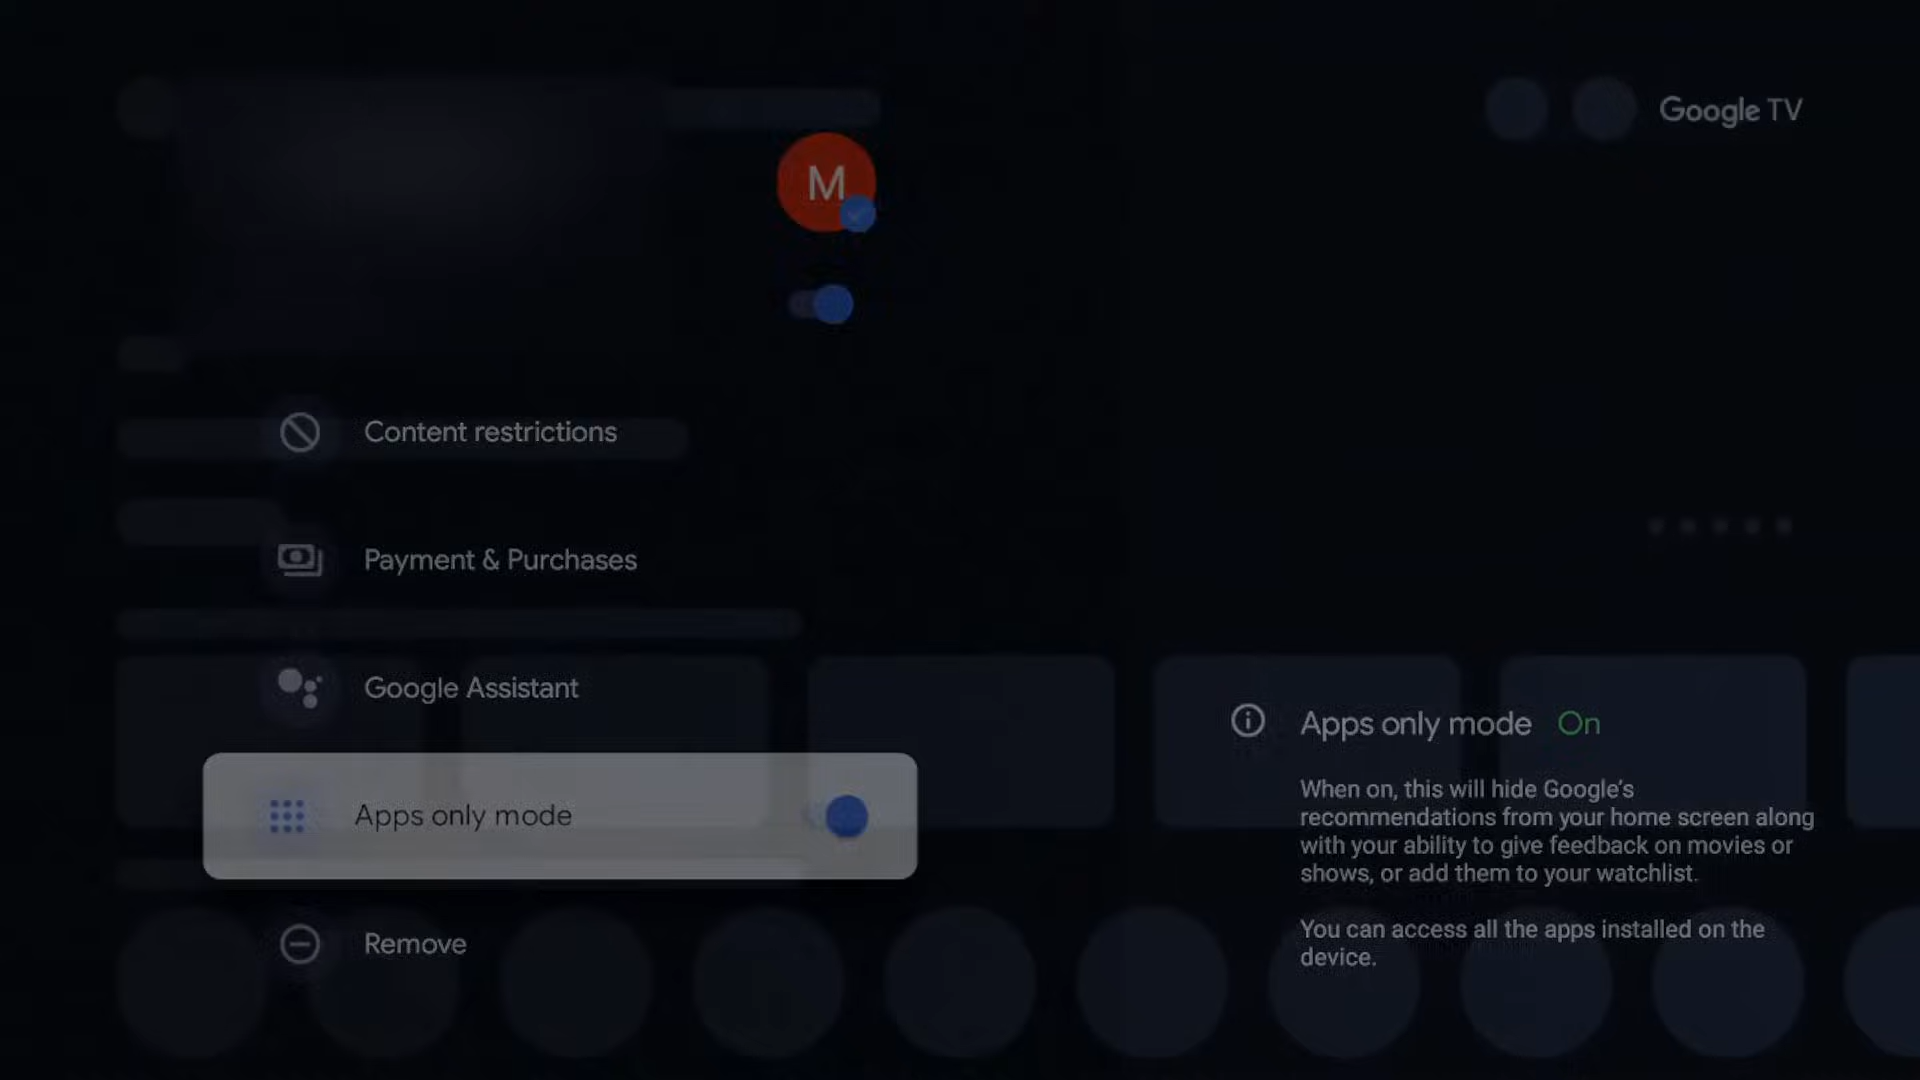 Google TV
M
Content restrictions
Payment & Purchases
Google Assistant
Apps only mode
Remove
Apps only mode On
When on, this will hide Google's
recommendations from your home screen along
with your ability to give feedback on movies or
shows, or add them to your watchlist.
You can access all the apps installed on the
device.